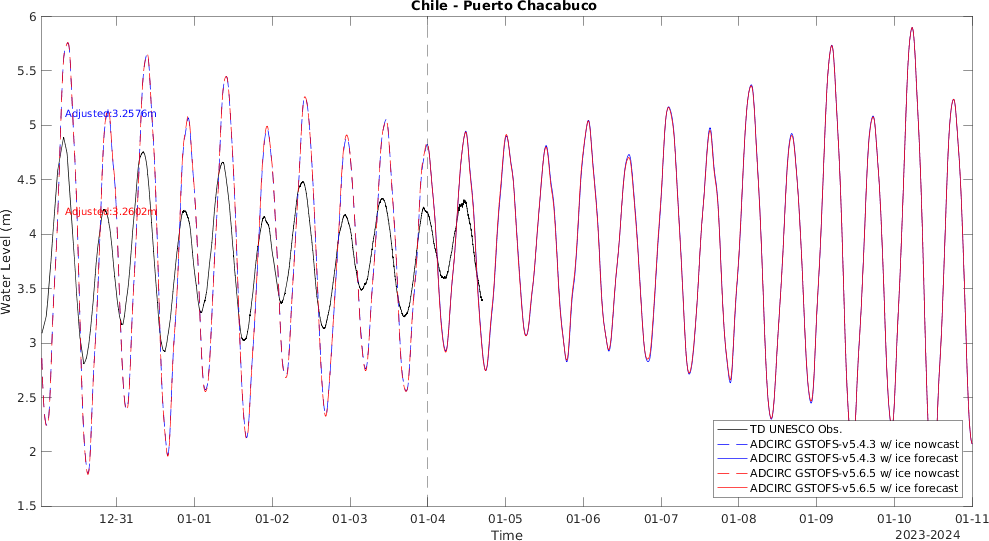 Chile - Puerto Chacabuco
6
5.5
5
4.5
4
3.5
3
2.5
2
1.5
Water Level (m)
Adjusted:3.2576m
Adjusted:3.2602m
TD UNESCO Obs.
ADCIRC GSTOFS-v5.4.3 w/ ice nowcast
ADCIRC GSTOFS-v5.4.3 w/ ice forecast
ADCIRC GSTOFS-v5.6.5 w/ ice nowcast
ADCIRC GSTOFS-v5.6.5 w/ ice forecast
12-31 01-01 01-02 01-03 01-04 01-05 01-06 01-07 01-08 01-09 01-10 01-11
Time
2023-2024